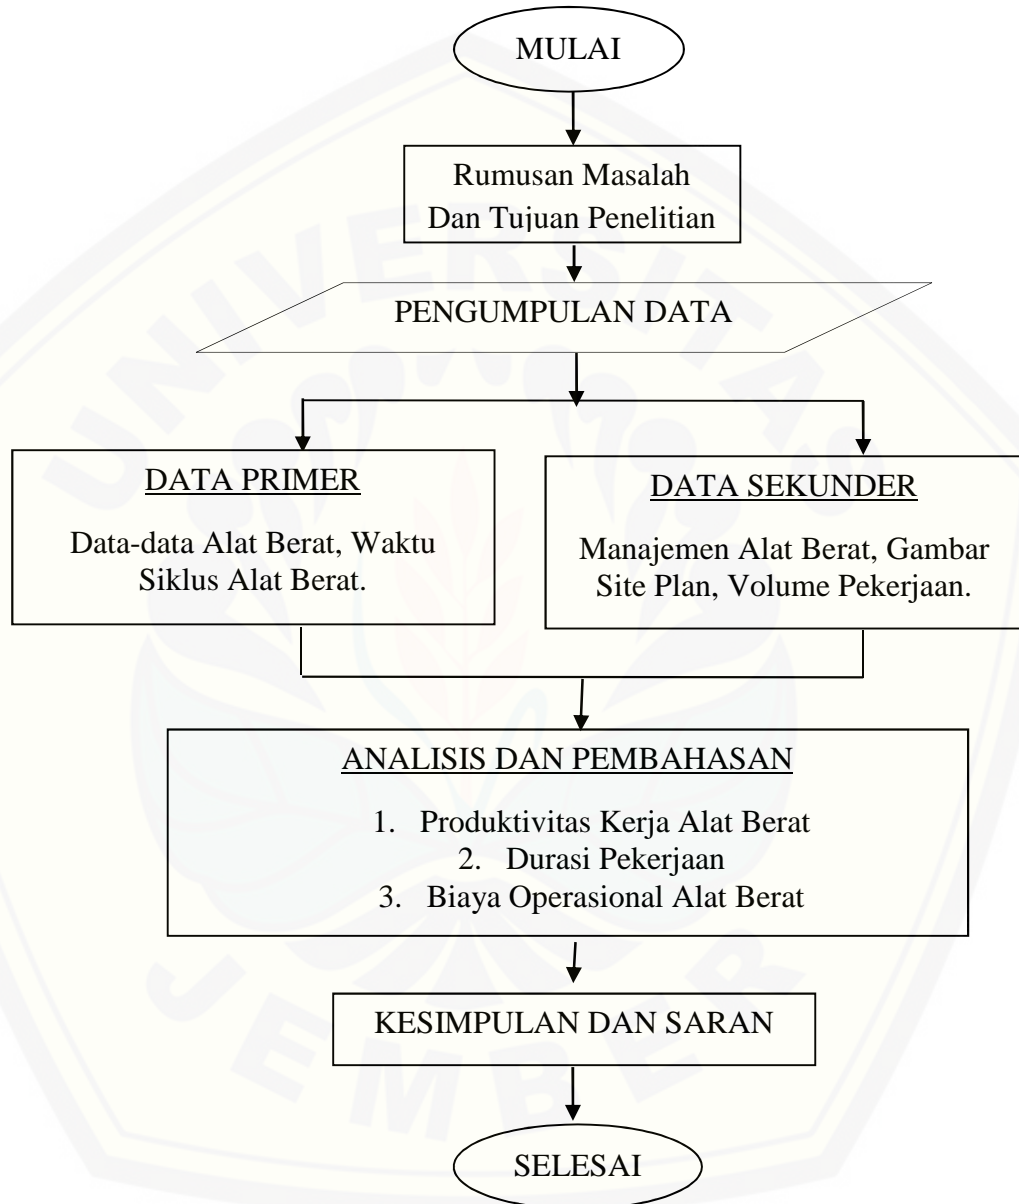 MULAI
Rumusan Masalah
Dan Tujuan Penelitian
PENGUMPULAN DATA
DATA PRIMER
Data-data Alat Berat, Waktu
Siklus Alat Berat.
DATA SEKUNDER
Manajemen Alat Berat, Gambar
Site Plan, Volume Pekerjaan.
ANALISIS DAN PEMBAHASAN
1. Produktivitas Kerja Alat Berat
2. Durasi Pekerjaan
3. Biaya Operasional Alat Berat
KESIMPULAN DAN SARAN
SELESAI
UNIVERSITAS
JEMBER